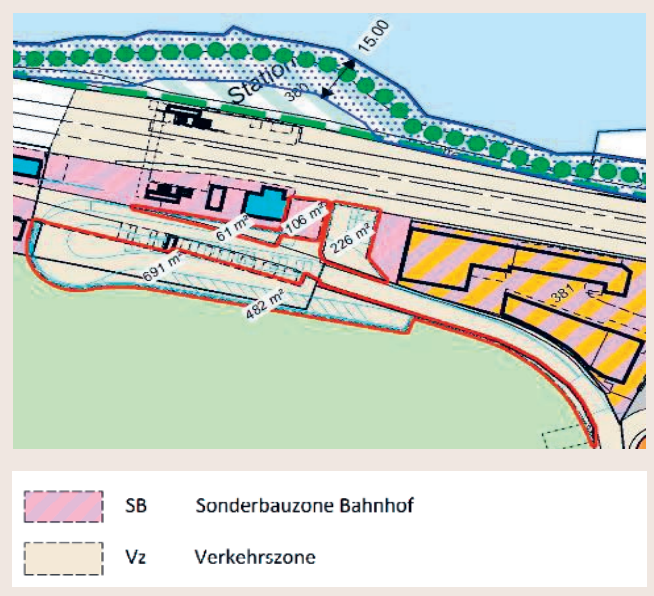 15.00
Station
380
61 m²
106 m²
226 m²
691 m²
482 m²
381
SB Sonderbauzone Bahnhof
Vz Verkehrszone